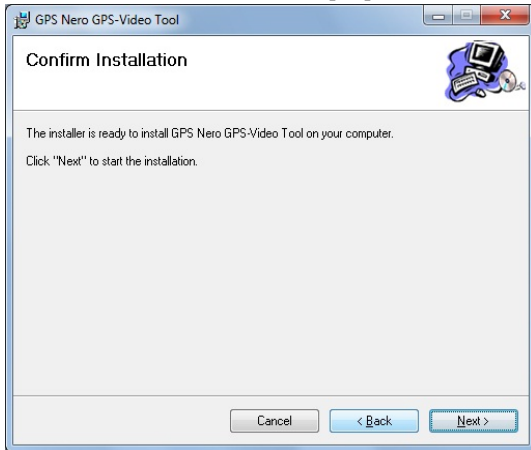 GPS Nero GPS-Video Tool
Confirm Installation
The installer is ready to install GPS Nero GPS-Video Tool on your computer.
Click "Next" to start the installation.
Cancel
< Back
Next >